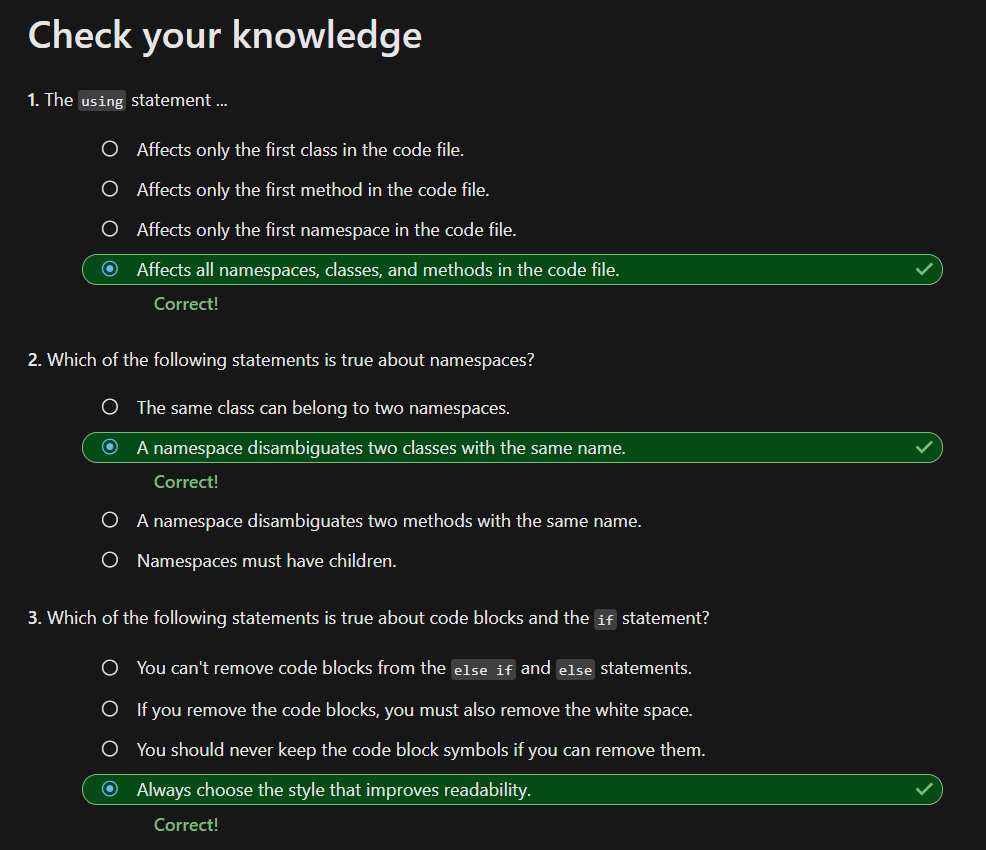 Check your knowledge
1. The using statement ...
Affects only the first class in the code file.
Affects only the first method in the code file.
Affects only the first namespace in the code file.
Affects all namespaces, classes, and methods in the code file.
Correct!
2. Which of the following statements is true about namespaces?
The same class can belong to two namespaces.
A namespace disambiguates two classes with the same name.
Correct!
A namespace disambiguates two methods with the same name.
Namespaces must have children.
3. Which of the following statements is true about code blocks and the if statement?
You can't remove code blocks from the else if and else statements.
If you remove the code blocks, you must also remove the white space.
You should never keep the code block symbols if you can remove them.
Always choose the style that improves readability.
Correct!